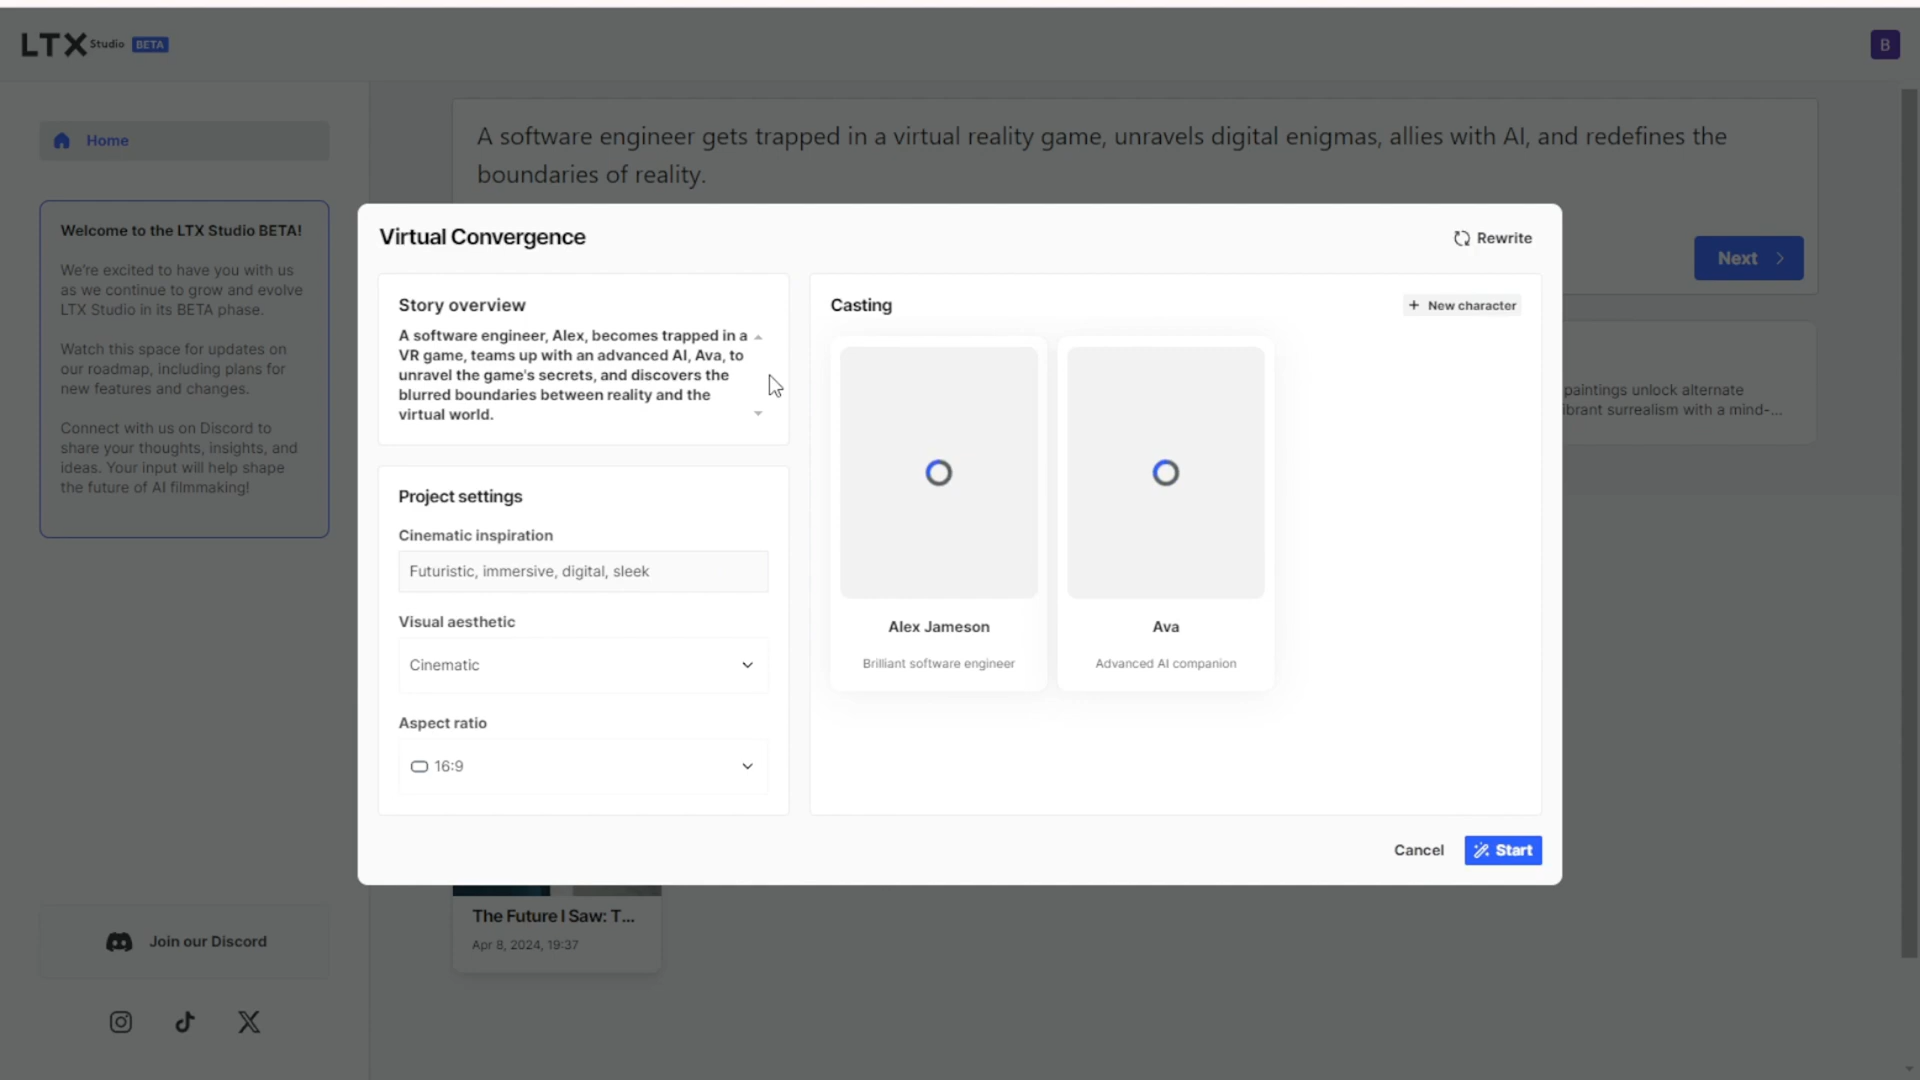 LTX Studio BETA
B
Home
Welcome to the LTX Studio BETA!
We're excited to have you with us
as we continue to grow and evolve
LTX Studio in its BETA phase.
Watch this space for updates on
our roadmap, including plans for
new features and changes.
Connect with us on Discord to
share your thoughts, insights, and
ideas. Your input will help shape
the future of AI filmmaking!
Join our Discord
A software engineer gets trapped in a virtual reality game, unravels digital enigmas, allies with AI, and redefines the
boundaries of reality.
Next
paintings unlock alternate
ibrant surrealism with a mind-...
Virtual Convergence
Rewrite
Story overview
A software engineer, Alex, becomes trapped in a
VR game, teams up with an advanced AI, Ava, to
unravel the game's secrets, and discovers the
blurred boundaries between reality and the
virtual world.
Project settings
Cinematic inspiration
Futuristic, immersive, digital, sleek
Visual aesthetic
Cinematic
Aspect ratio
16:9
Casting
+ New character
Alex Jameson
Brilliant software engineer
Ava
Advanced AI companion
Cancel
Start
The Future I Saw: T...
Apr 8, 2024, 19:37